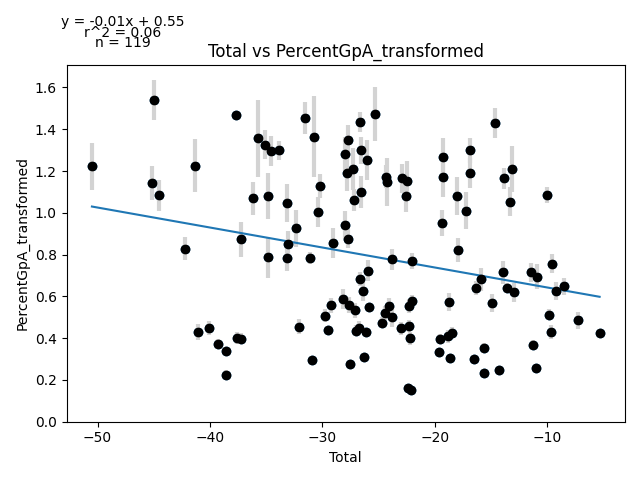 y = -0.01x + 0.55
r^2 = 0.06
n = 119
Total vs PercentGpA_transformed
PercentGpA_transformed
1.6
1.4
1.2
1.0
0.8
0.6
0.4
0.2
0.0
−50
−40
−30
−20
−10
Total